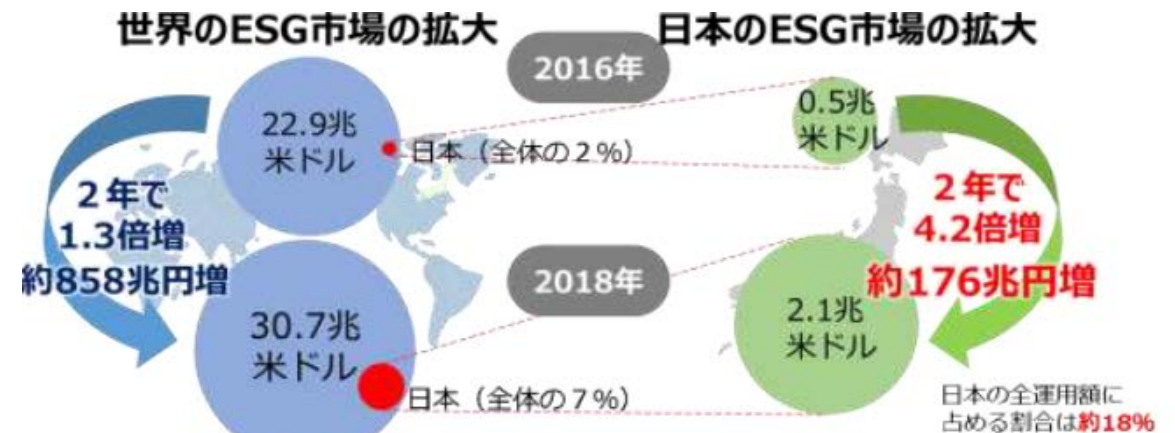 世界のESG市場の拡大
日本のESG市場の拡大
2016年
22.9兆
米ドル
日本（全体の２%）
0.5兆
米ドル
２年で
1.3倍増
約858兆円増
２年で
4.2倍増
約176兆円増
2018年
30.7兆
米ドル
日本（全体の７%）
2.1兆
米ドル
日本の全運用額に
占める割合は約18%